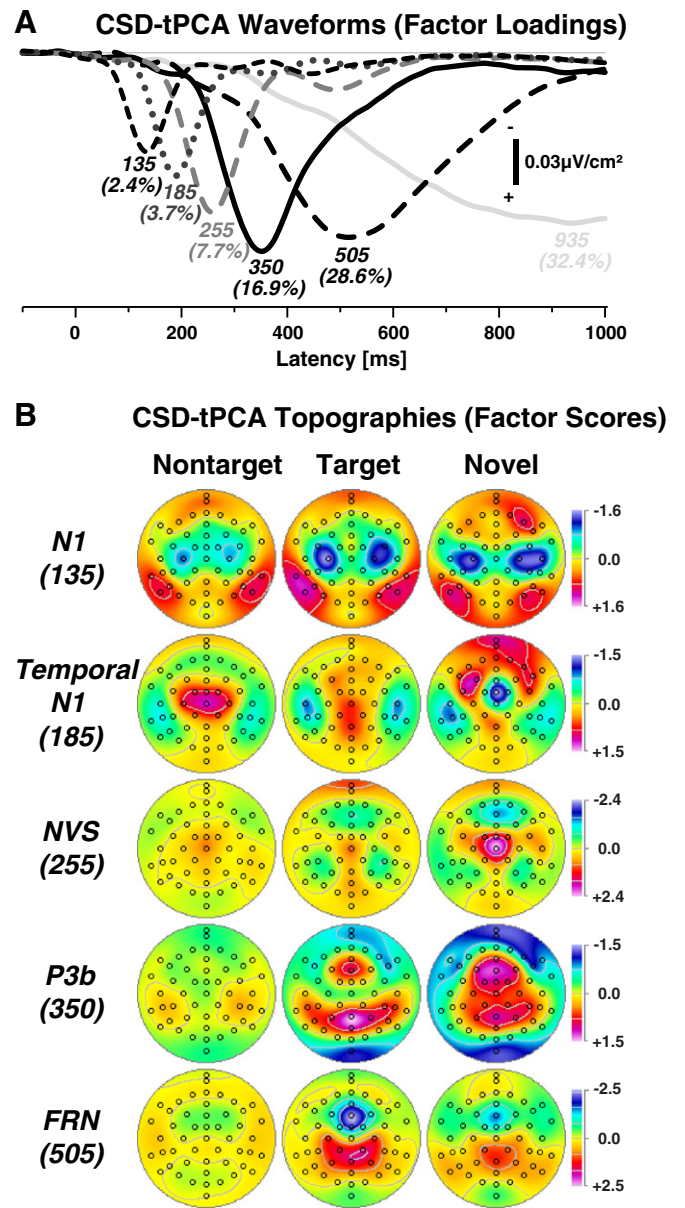 A CSD-tPCA Waveforms (Factor Loadings)
135
(2.4%)
185
(3.7%)
255
(7.7%)
350
(16.9%)
505
(28.6%)
935
(32.4%)
-
0.03µV/cm²
+
0 200 400 600 800 1000
Latency [ms]
B CSD-tPCA Topographies (Factor Scores)
Nontarget Target Novel
N1
(135)
-1.6
0.0
+1.6
Temporal
N1
(185)
-1.5
0.0
+1.5
NVS
(255)
-2.4
0.0
+2.4
P3b
(350)
-1.5
0.0
+1.5
FRN
(505)
-2.5
0.0
+2.5